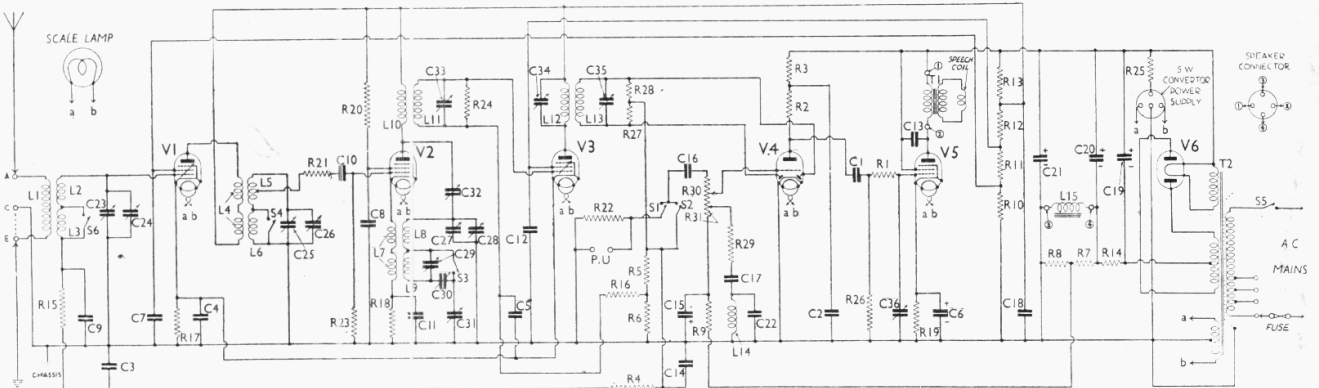 SCALE LAMP
a b
A
C
E
CHASSIS
L1
L2
L3
S6
C23
C24
R15
C9
C3
C7
V1
a b
R17
C4
L4
L5
L6
S4
C25
C26
R21
C10
R20
R23
C8
V2
a b
L10
C33
L11
R24
C32
L7
L8
C27
C28
C29
L9
C30
S3
R18
C11
C31
C34
L12
C35
L13
V3
a b
C12
C5
R28
R27
R22
P.U
S1
S2
C16
R30
R31
R5
R16
R6
C15
R9
C14
R4
R29
C17
L14
C22
R3
R2
V4
a b
C2
C1
R1
R26
C36
C13
V5
a b
T1
①
②
SPEECH
COIL
R19
C6
R13
R12
R11
R10
C18
C21
C20
C19
L15
③
④
R8
R7
R14
R25
S W
CONVERTOR
POWER
SUPPLY
a b
V6
T2
SPEAKER
CONNECTOR
S5
A C
MAINS
FUSE
a
b